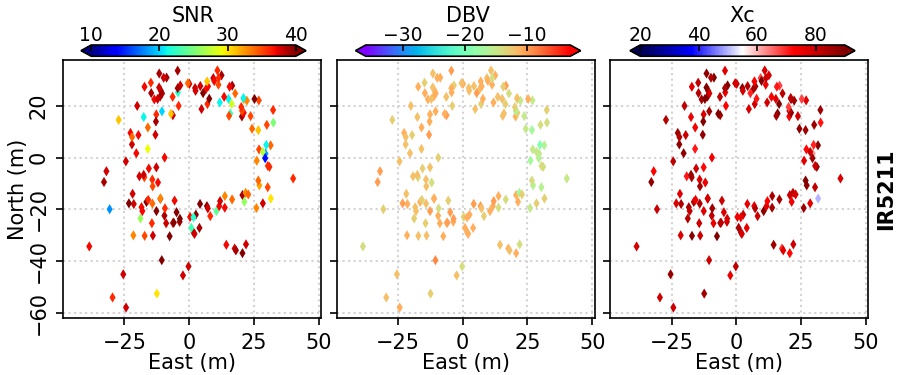 SNR DBV Xc
10 20 30 40 −30 −20 −10 20 40 60 80
20
0
−20
−40
−60
North (m)
−25 0 25 50 −25 0 25 50 −25 0 25 50
East (m) East (m) East (m)
IR5211